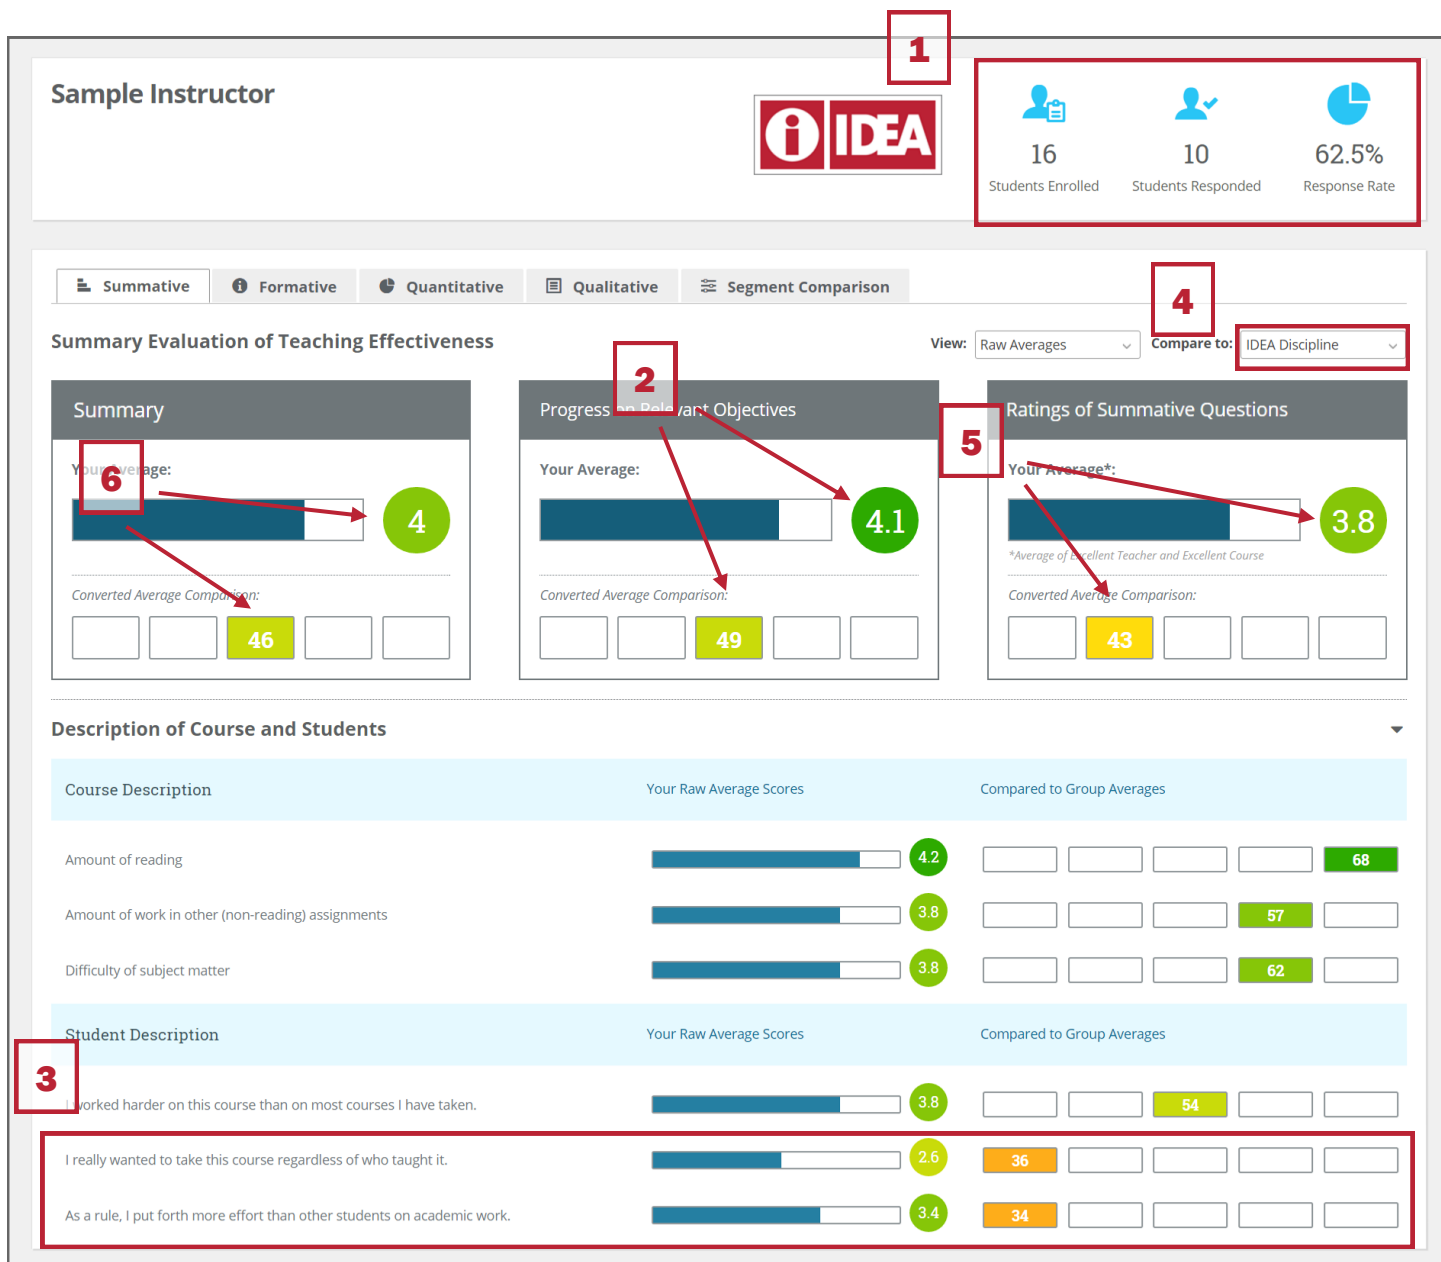 1
Sample Instructor
i IDEA
16
10
62.5%
Students Enrolled
Students Responded
Response Rate
Summative
Formative
Quantitative
Qualitative
Segment Comparison
4
Summary Evaluation of Teaching Effectiveness
View:
Raw Averages
Compare to:
IDEA Discipline
2
Summary
Progress on Relevant Objectives
Ratings of Summative Questions
5
6
Your Average:
Your Average:
Your Average*:
4
4.1
3.8
*Average of Excellent Teacher and Excellent Course
Converted Average Comparison:
Converted Average Comparison:
Converted Average Comparison:
46
49
43
Description of Course and Students
Course Description
Your Raw Average Scores
Compared to Group Averages
Amount of reading
4.2
68
Amount of work in other (non-reading) assignments
3.8
57
Difficulty of subject matter
3.8
62
Student Description
Your Raw Average Scores
Compared to Group Averages
3
I worked harder on this course than on most courses I have taken.
3.8
54
I really wanted to take this course regardless of who taught it.
2.6
36
As a rule, I put forth more effort than other students on academic work.
3.4
34